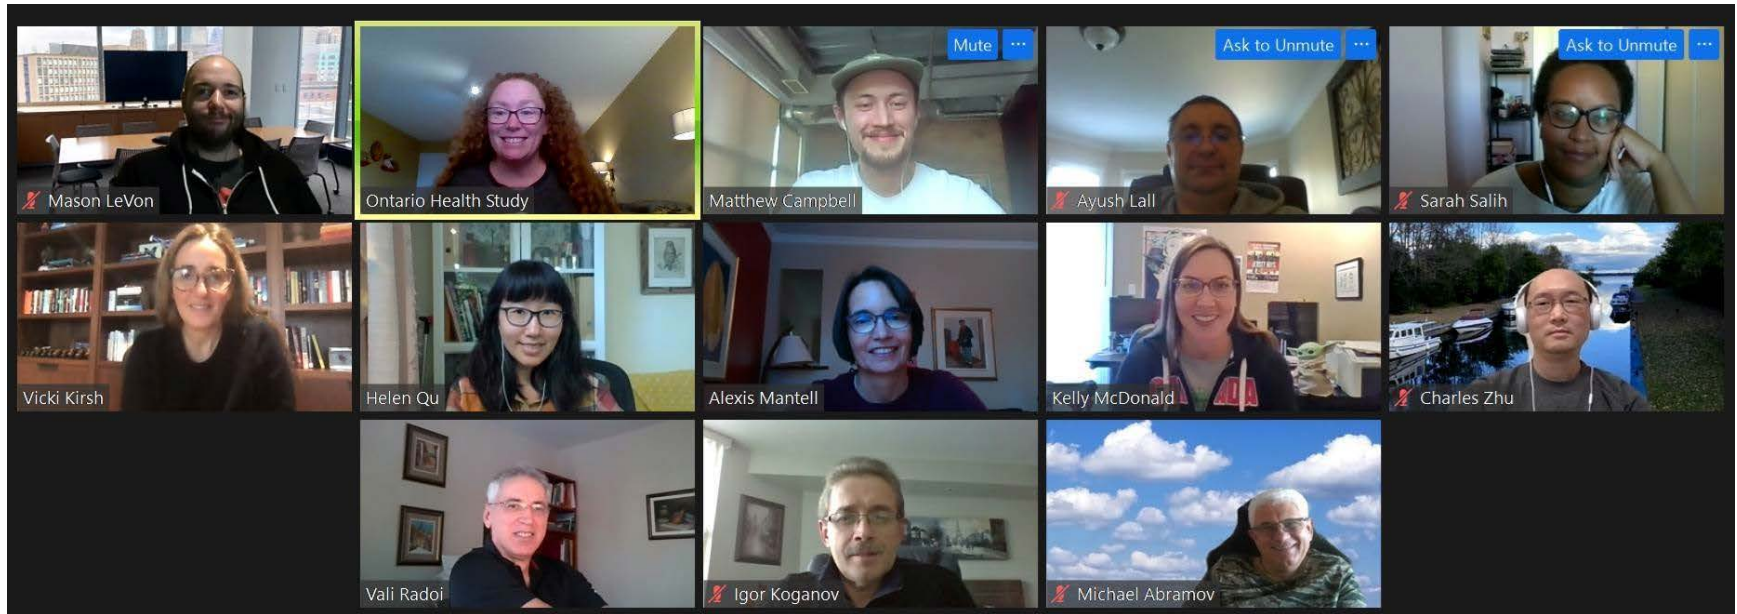 Mute
Ask to Unmute
Ask to Unmute
Mason LeVon
Ontario Health Study
Matthew Campbell
Ayush Lall
Sarah Salih
Vicki Kirsh
Helen Qu
Alexis Mantell
Kelly McDonald
Charles Zhu
Vali Radoi
Igor Koganov
Michael Abramov